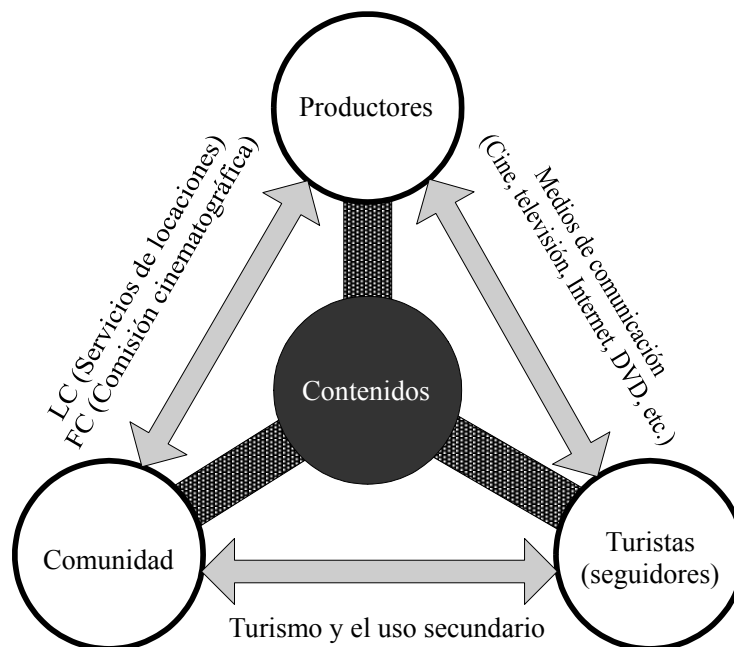 Productores
LC (Servicios de locaciones)
FC (Comisión cinematográfica)
Medios de comunicación
(Cine, televisión, Internet, DVD, etc.)
Contenidos
Comunidad
Turistas
(seguidores)
Turismo y el uso secundario